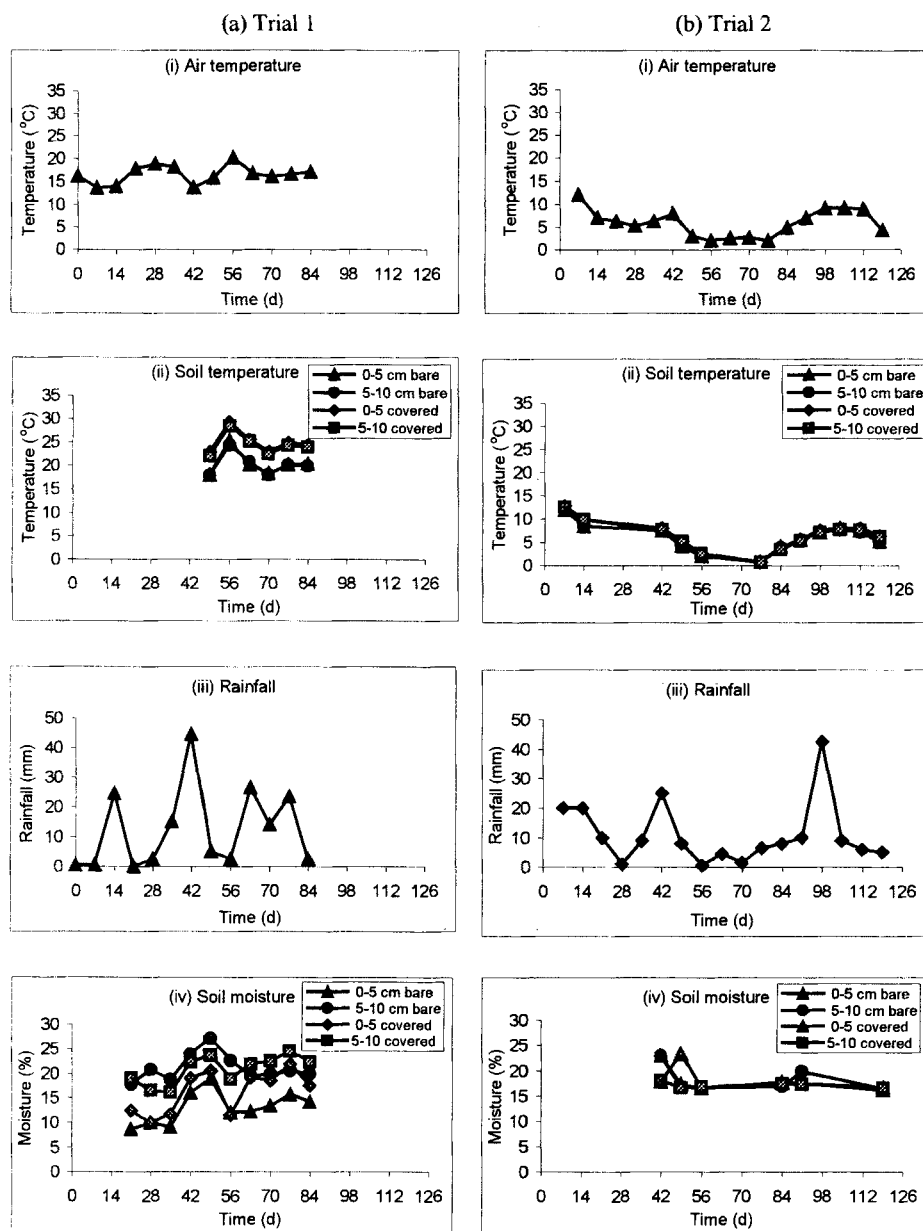 (a) Trial 1
(b) Trial 2
(i) Air temperature
Temperature (°C)
35
30
25
20
15
10
5
0
0 14 28 42 56 70 84 98 112 126
Time (d)
(i) Air temperature
Temperature (°C)
35
30
25
20
15
10
5
0
0 14 28 42 56 70 84 98 112 126
Time (d)
(ii) Soil temperature
0-5 cm bare
5-10 cm bare
0-5 covered
5-10 covered
Temperature (°C)
35
30
25
20
15
10
5
0
0 14 28 42 56 70 84 98 112 126
Time (d)
(ii) Soil temperature
0-5 cm bare
5-10 cm bare
0-5 covered
5-10 covered
Temperature (°C)
35
30
25
20
15
10
5
0
0 14 28 42 56 70 84 98 112 126
Time (d)
(iii) Rainfall
Rainfall (mm)
50
40
30
20
10
0
0 14 28 42 56 70 84 98 112 126
Time (d)
(iii) Rainfall
Rainfall (mm)
50
40
30
20
10
0
0 14 28 42 56 70 84 98 112 126
Time (d)
(iv) Soil moisture
0-5 cm bare
5-10 cm bare
0-5 covered
5-10 covered
Moisture (%)
30
25
20
15
10
5
0
0 14 28 42 56 70 84 98 112 126
Time (d)
(iv) Soil moisture
0-5 cm bare
5-10 cm bare
0-5 covered
5-10 covered
Moisture (%)
30
25
20
15
10
5
0
0 14 28 42 56 70 84 98 112 126
Time (d)